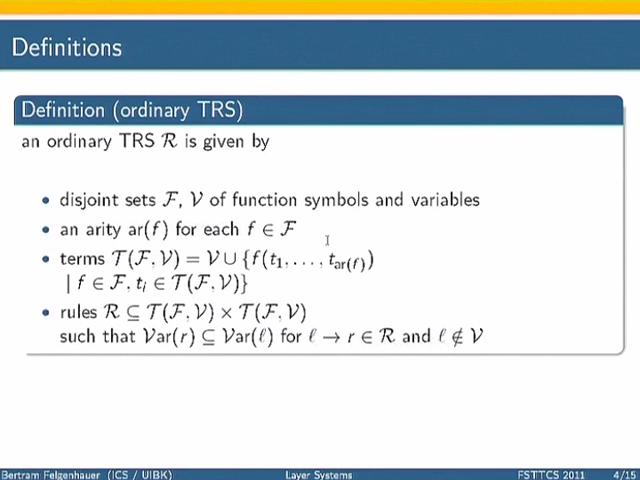 Definitions
Definition (ordinary TRS)
an ordinary TRS ℛ is given by
• disjoint sets ℱ, 𝒱 of function symbols and variables
• an arity ar(f) for each f ∈ ℱ
• terms 𝒯(ℱ, 𝒱) = 𝒱 ∪ {f(t₁, . . . , t_ar(f))
| f ∈ ℱ, tᵢ ∈ 𝒯(ℱ, 𝒱)}
• rules ℛ ⊆ 𝒯(ℱ, 𝒱) × 𝒯(ℱ, 𝒱)
such that 𝒱ar(r) ⊆ 𝒱ar(ℓ) for ℓ → r ∈ ℛ and ℓ ∉ 𝒱
Bertram Felgenhauer (ICS / UIBK) Layer Systems FSTTCS 2011 4/15